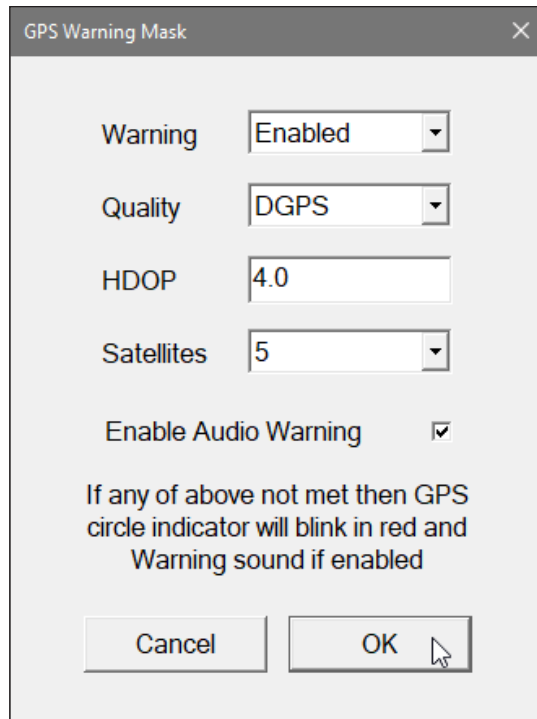 GPS Warning Mask
Warning Enabled
Quality DGPS
HDOP 4.0
Satellites 5
Enable Audio Warning
If any of above not met then GPS
circle indicator will blink in red and
Warning sound if enabled
Cancel OK